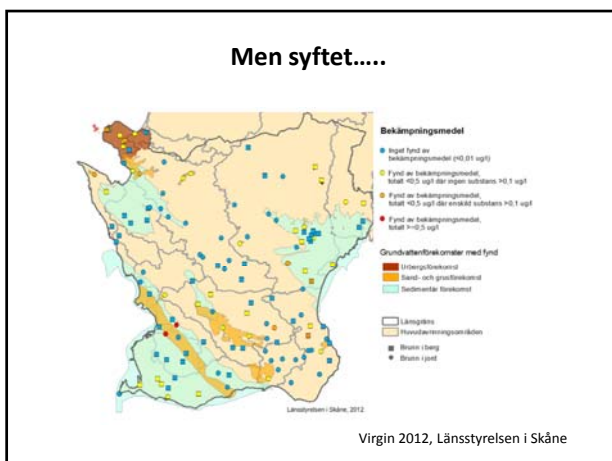 Men syftet.....
Bekämpningsmedel
Inget fynd av
bekämpningsmedel (<0,01 ug/l)
Fynd av bekämpningsmedel,
totalt <0,5 ug/l där ingen substans >0,1 ug/l
Fynd av bekämpningsmedel,
totalt <0,5 ug/l där enskild substans >0,1 ug/l
Fynd av bekämpningsmedel,
totalt >=0,5 ug/l
Grundvattenförekomster med fynd
Urbergsförekomst
Sand- och grusförekomst
Sedimentär förekomst
Länsgräns
Huvudavrinningsområden
Brunn i berg
Brunn i jord
Länsstyrelsen i Skåne, 2012
Virgin 2012, Länsstyrelsen i Skåne